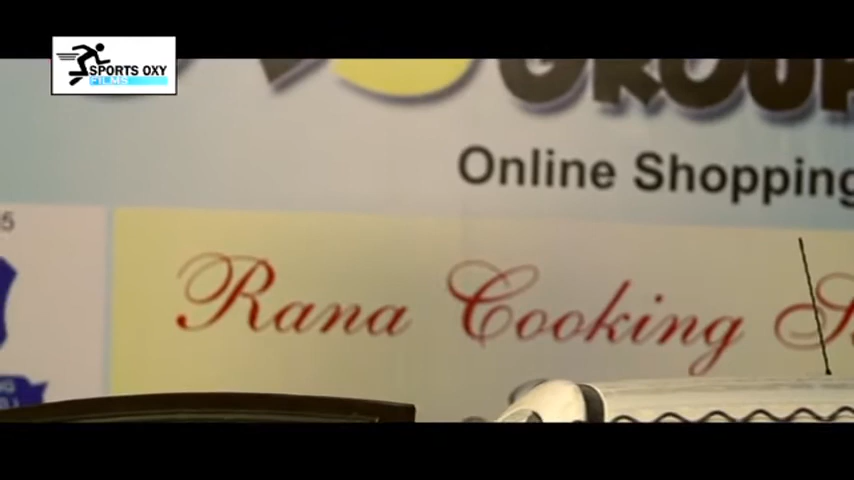 SPORTS OXY
FILMS
GROUP
Online Shopping
Rana Cooking